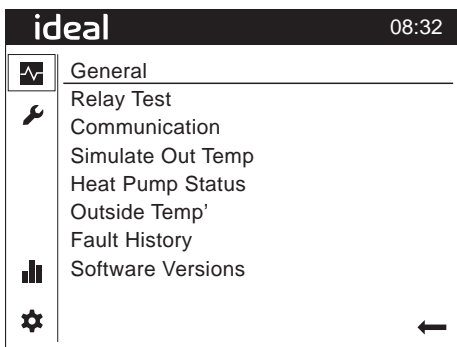 ideal 08:32
General
Relay Test
Communication
Simulate Out Temp
Heat Pump Status
Outside Temp’
Fault History
Software Versions